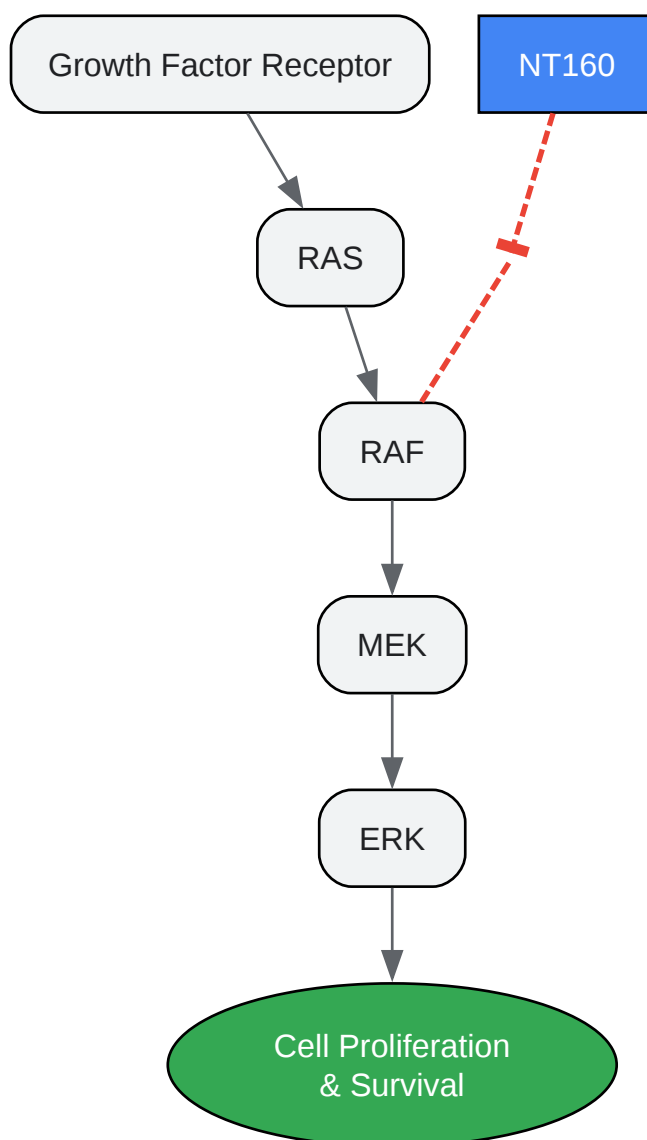 Growth Factor Receptor
NT160
RAS
RAF
MEK
ERK
Cell Proliferation
& Survival